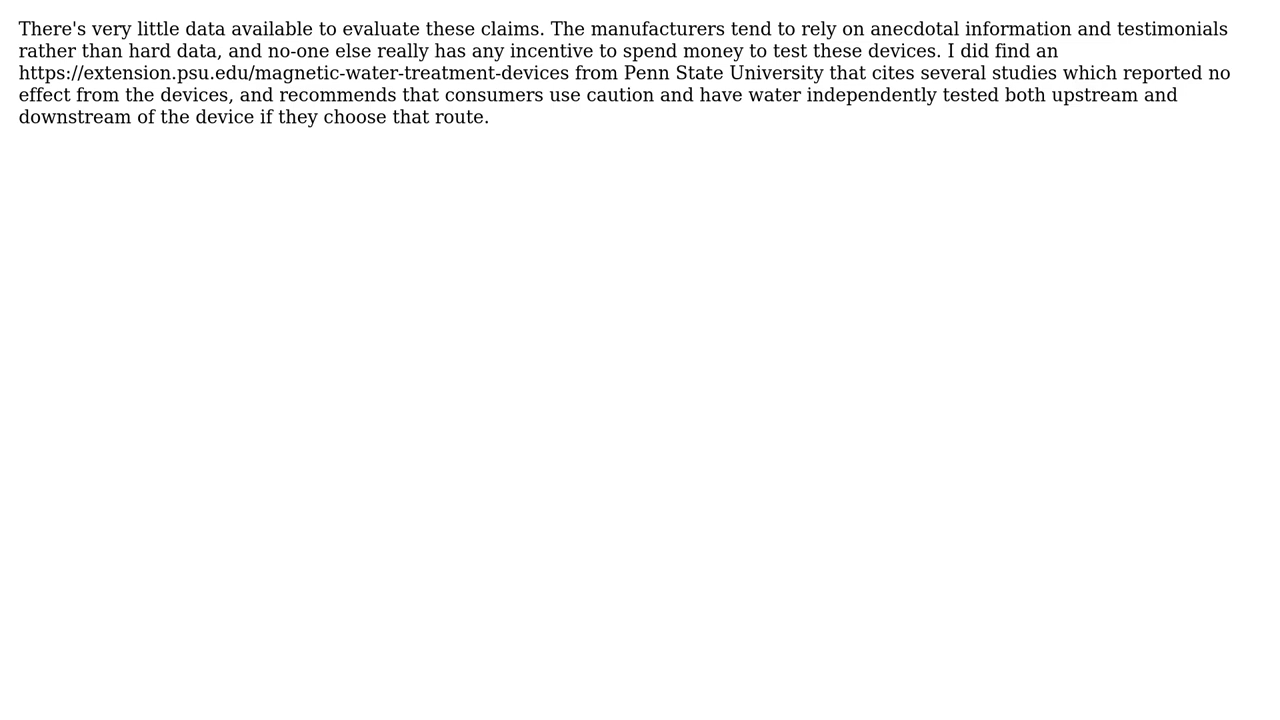 There's very little data available to evaluate these claims. The manufacturers tend to rely on anecdotal information and testimonials
rather than hard data, and no-one else really has any incentive to spend money to test these devices. I did find an
https://extension.psu.edu/magnetic-water-treatment-devices from Penn State University that cites several studies which reported no
effect from the devices, and recommends that consumers use caution and have water independently tested both upstream and
downstream of the device if they choose that route.